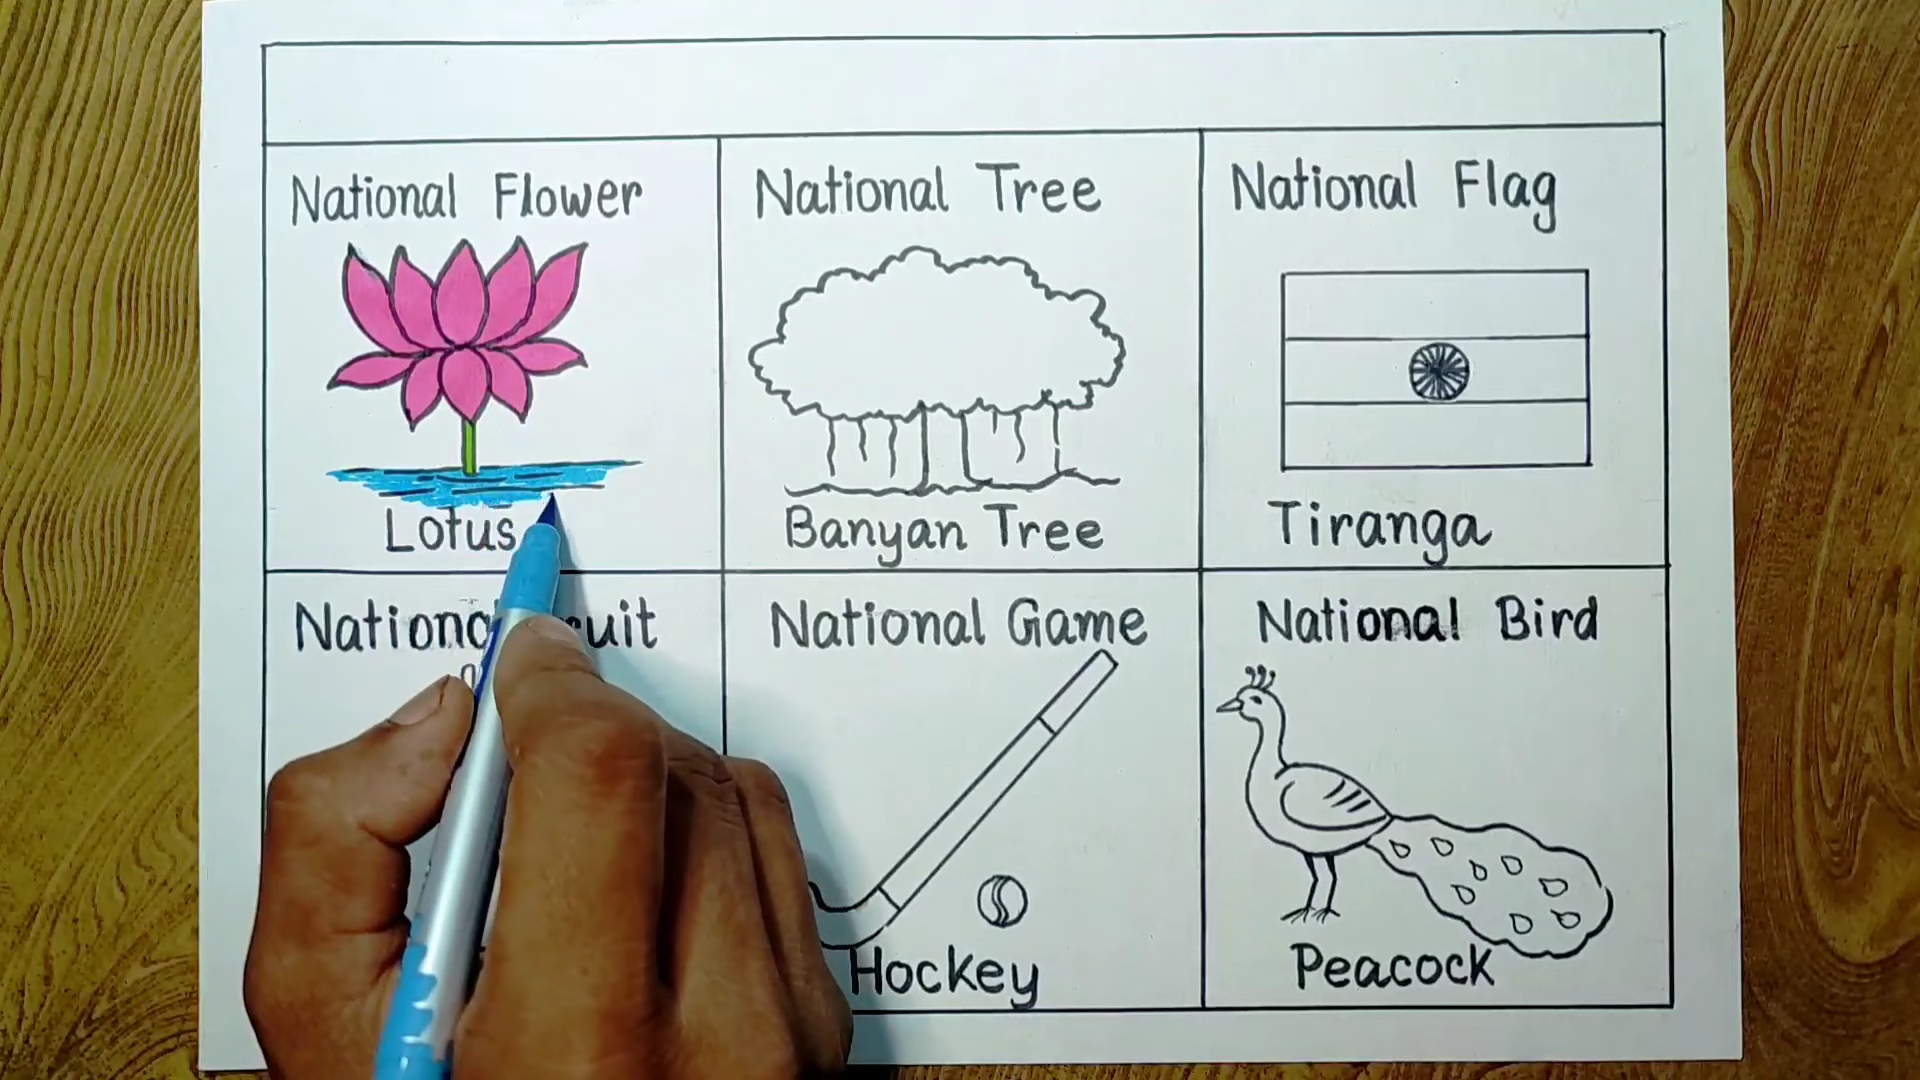 National Flower
Lotus
National Tree
Banyan Tree
National Flag
Tiranga
National Game
Hockey
National Bird
Peacock